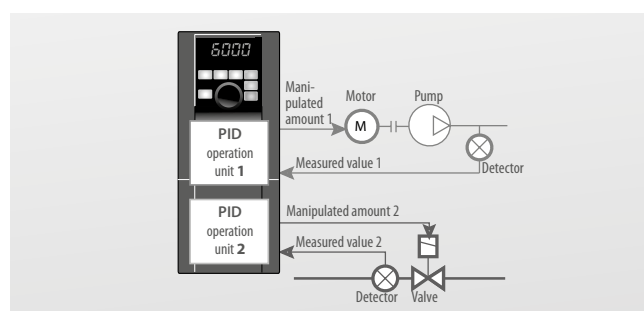 6000
PID
operation
unit 1
PID
operation
unit 2
Mani-
pulated
amount 1
Motor
M
Pump
Measured value 1
Detector
Manipulated amount 2
Measured value 2
Detector
Valve